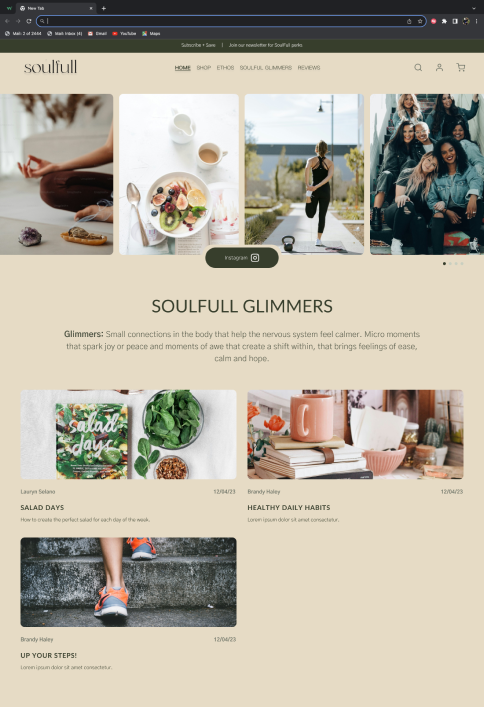 New Tab
Mail: 2 of 2464
Mail: Inbox (4)
Gmail
YouTube
Maps
Subscribe + Save | Join our newsletter for SoulFull perks
soulfull
HOME SHOP ETHOS SOULFULL GLIMMERS REVIEWS
Instagram
SOULFULL GLIMMERS
Glimmers: Small connections in the body that help the nervous system feel calmer. Micro moments
that spark joy or peace and moments of awe that create a shift within, that brings feelings of ease,
calm and hope.
salad
days
Lauryn Solano 12/04/23
Brandy Haley 12/04/23
SALAD DAYS
HEALTHY DAILY HABITS
How to create the perfect salad for each day of the week.
Lorem ipsum dolor sit amet consectetur.
Brandy Haley 12/04/23
UP YOUR STEPS!
Lorem ipsum dolor sit amet consectetur.